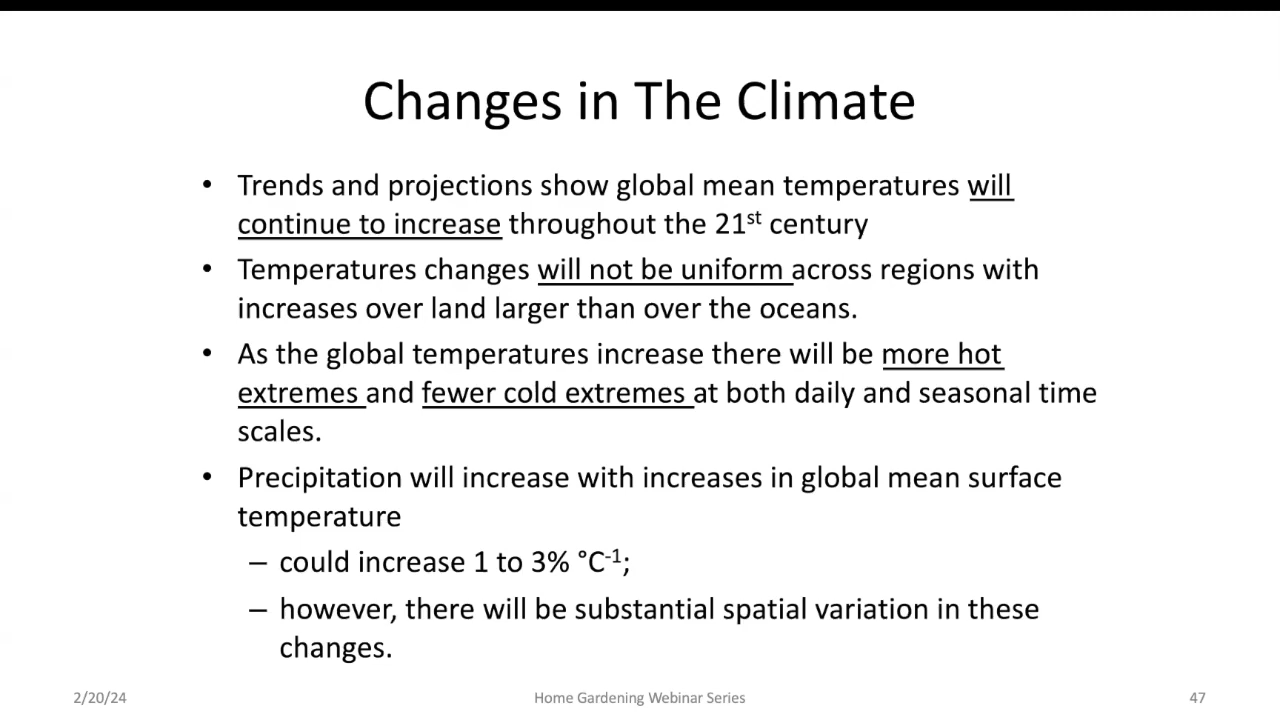 Changes in The Climate
• Trends and projections show global mean temperatures will
continue to increase throughout the 21st century
• Temperatures changes will not be uniform across regions with
increases over land larger than over the oceans.
• As the global temperatures increase there will be more hot
extremes and fewer cold extremes at both daily and seasonal time
scales.
• Precipitation will increase with increases in global mean surface
temperature
– could increase 1 to 3% °C-1;
– however, there will be substantial spatial variation in these
changes.
2/20/24 Home Gardening Webinar Series 47